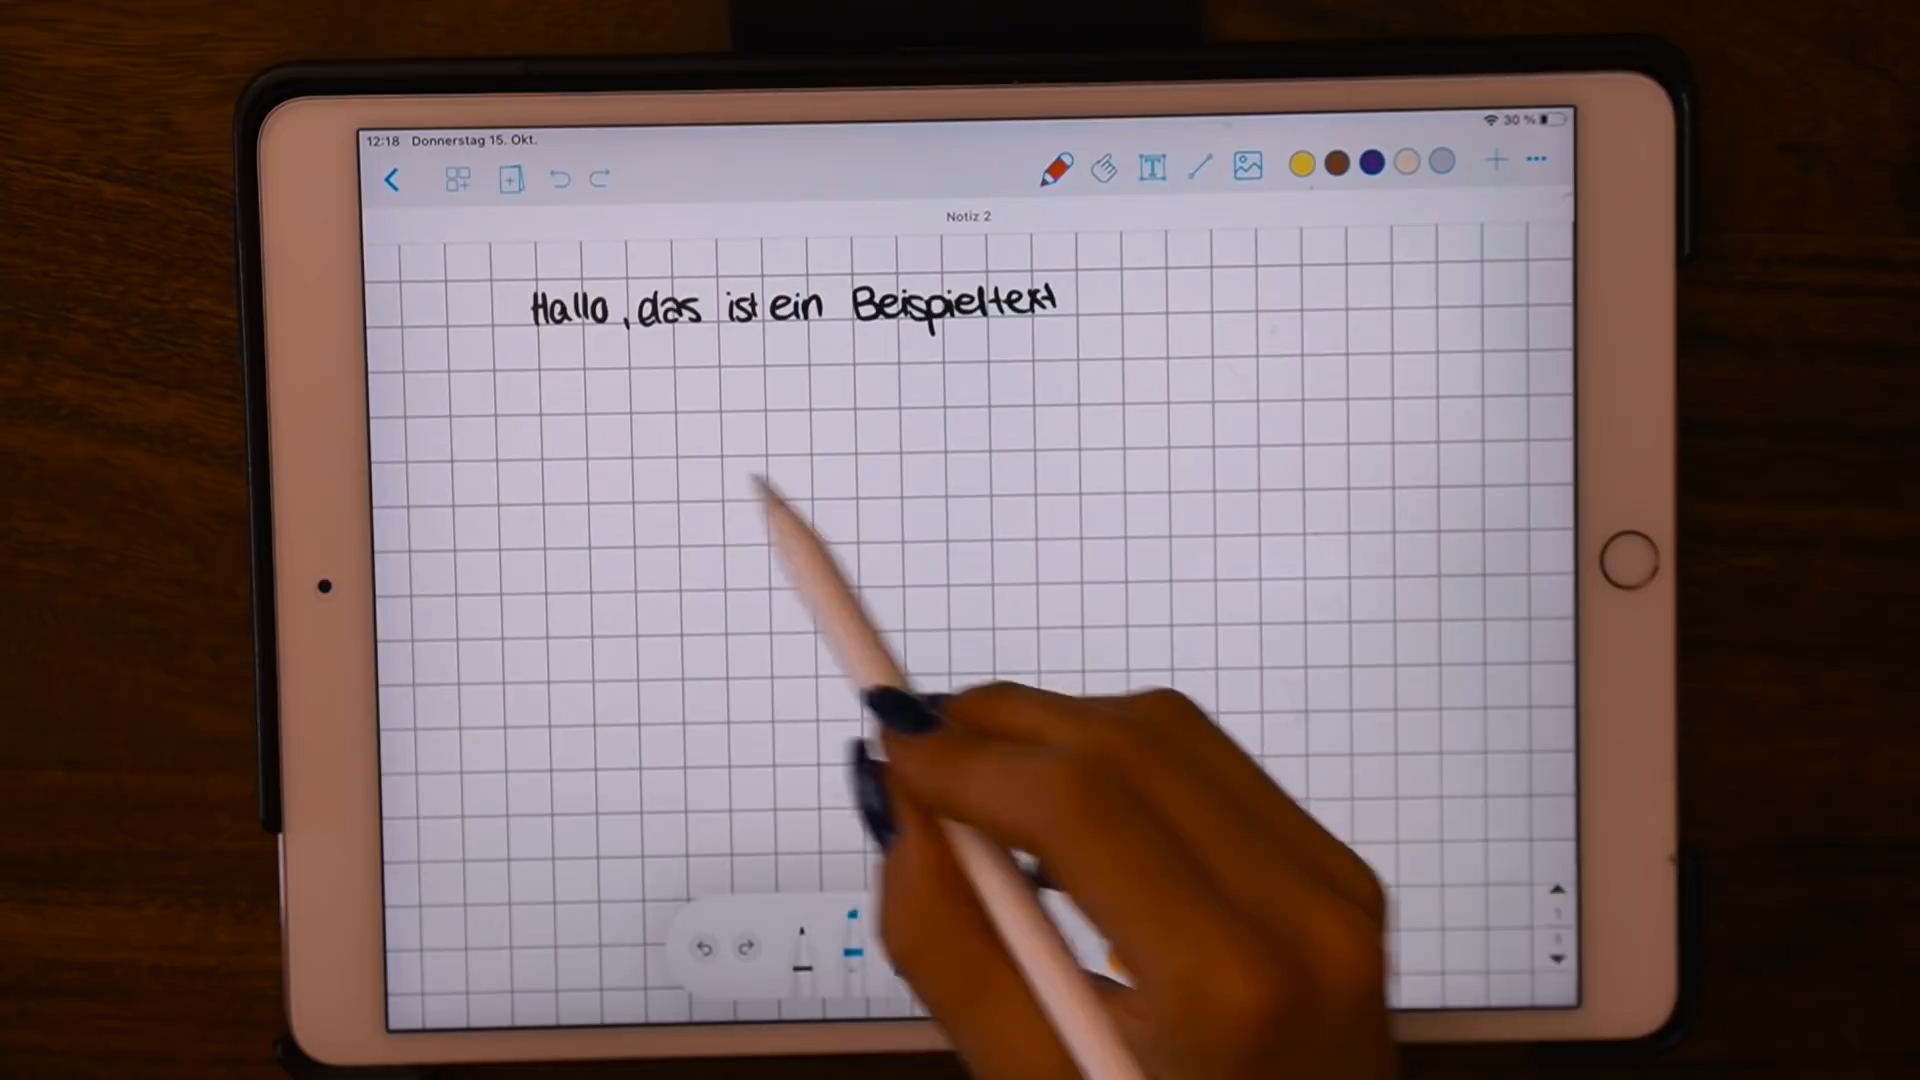 12:18 Donnerstag 15. Okt.
30 %
Notiz 2
Hallo, das ist ein Beispieltext